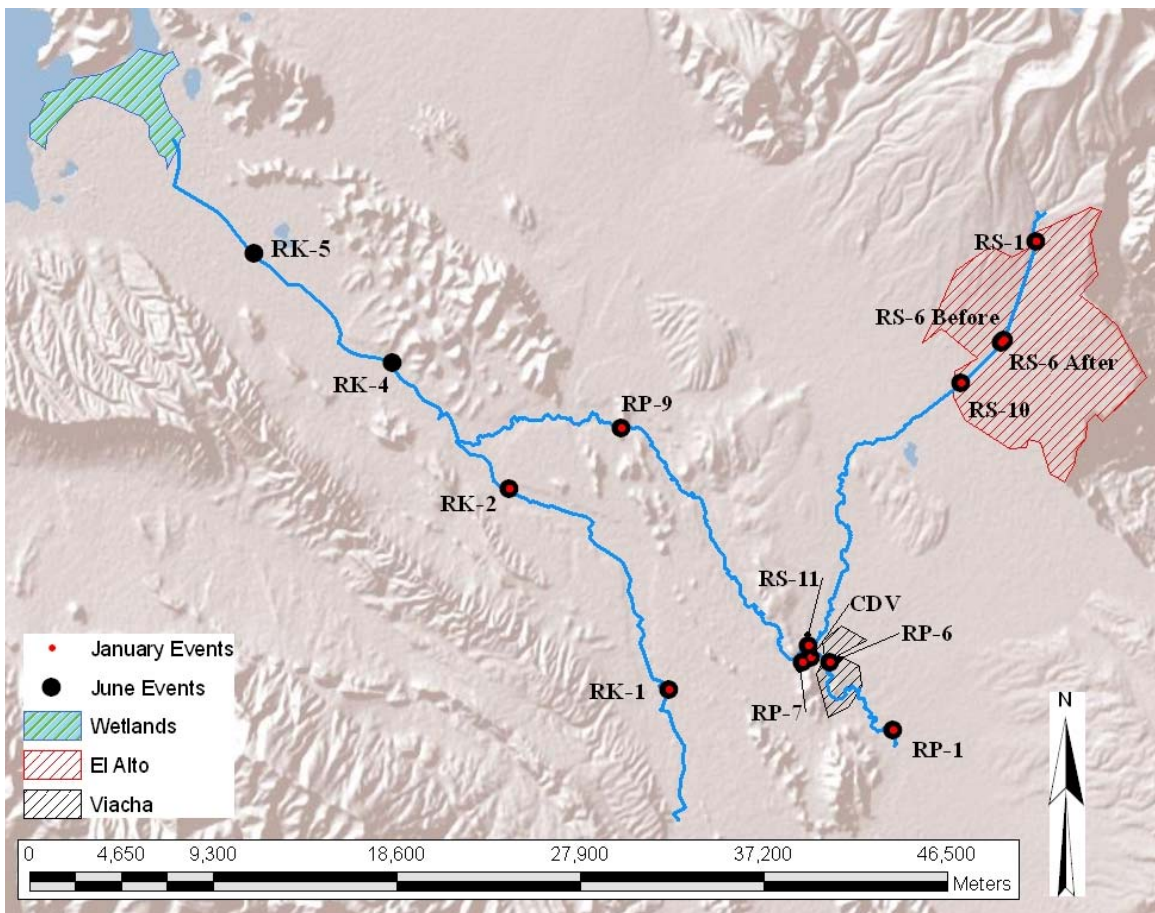 RK-5
RS-1
RS-6 Before
RS-6 After
RK-4
RS-10
RP-9
RK-2
RS-11
CDV
RP-6
RK-1
RP-7
RP-1
January Events
June Events
Wetlands
El Alto
Viacha
N
0 4,650 9,300 18,600 27,900 37,200 46,500
Meters